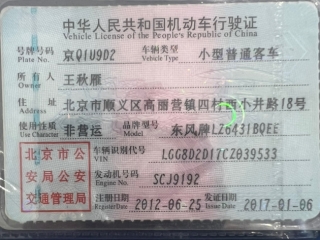 中华人民共和国机动车行驶证
Vehicle License of the People's Republic of China
号牌号码 京Q1U9D2 车辆类型 小型普通客车
Plate No. Vehicle Type
所有人 王秋雁
Owner
住址 北京市顺义区高丽营镇四村西小井路18号
Address
使用性质 非营运 品牌型号 东风牌LZ6431BQEE
Use Character Model
北京市公 车辆识别代号 LGG8D2D17CZ039533
VIN
安局公安 发动机号码 SCJ9192
Engine No.
交通管理局 注册日期 2012-06-25 发证日期 2017-01-06
Register Date Issue Date